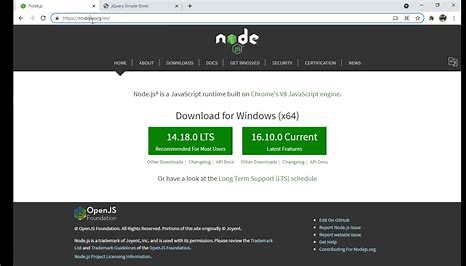 Node.js
jQuery Simple Store
https://nodejs.org/en/
node
JS
HOME
ABOUT
DOWNLOADS
DOCS
GET INVOLVED
SECURITY
CERTIFICATION
NEWS
Node.js® is a JavaScript runtime built on Chrome's V8 JavaScript engine.
Download for Windows (x64)
14.18.0 LTS
Recommended For Most Users
16.10.0 Current
Latest Features
Other Downloads | Changelog | API Docs
Other Downloads | Changelog | API Docs
Or have a look at the Long Term Support (LTS) schedule
OpenJS
Foundation
© OpenJS Foundation. All Rights Reserved. Portions of this site originally © Joyent.
Node.js is a trademark of Joyent, Inc. and is used with its permission. Please review the Trademark
List and Trademark Guidelines of the OpenJS Foundation.
Node.js Project Licensing Information.
Edit On GitHub
Report Node.js issue
Report website issue
Get Help
Contributing For Nodejs.org